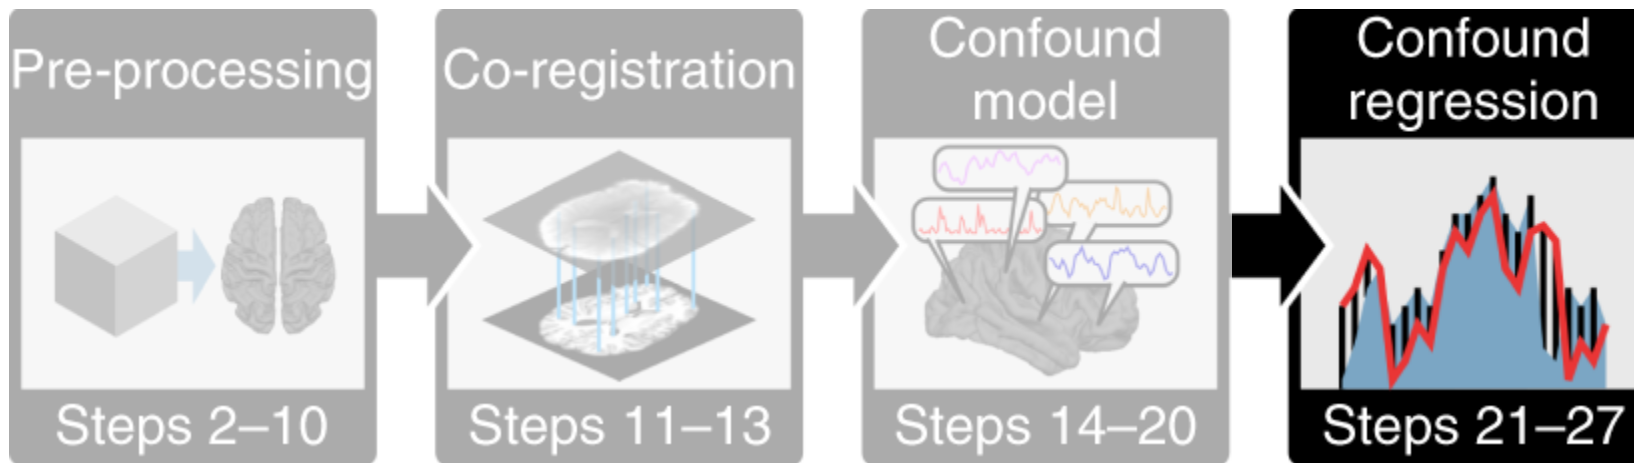 Pre-processing
Steps 2–10
Co-registration
Steps 11–13
Confound
model
Steps 14–20
Confound
regression
Steps 21–27